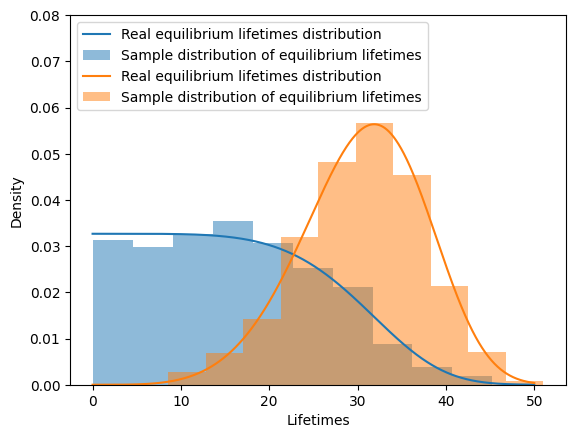 Real equilibrium lifetimes distribution
Sample distribution of equilibrium lifetimes
Real equilibrium lifetimes distribution
Sample distribution of equilibrium lifetimes
0.08
0.07
0.06
0.05
0.04
0.03
0.02
0.01
0.00
Density
0 10 20 30 40 50
Lifetimes